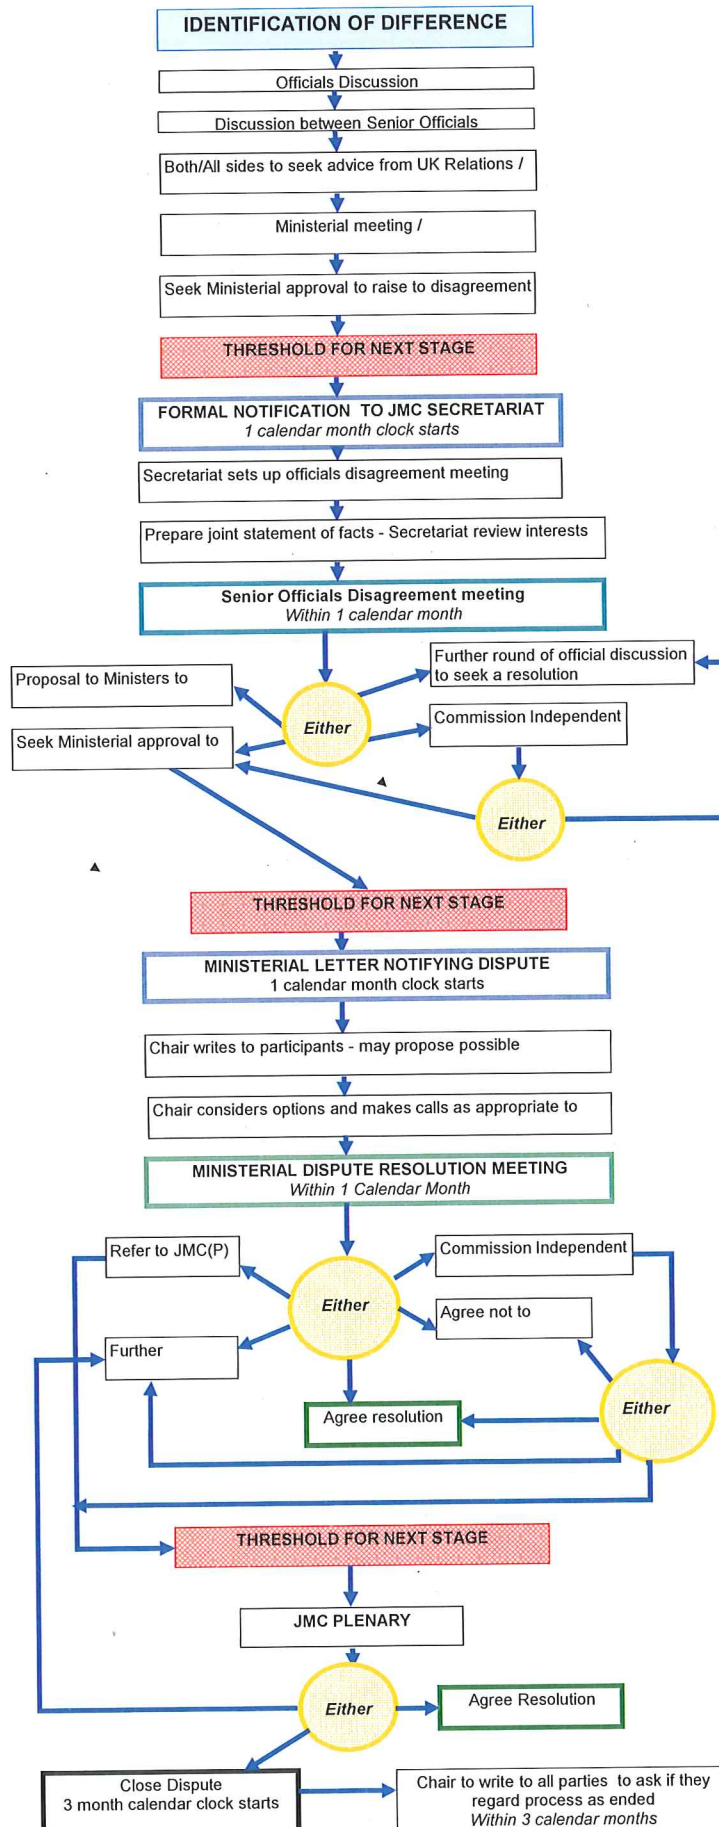 IDENTIFICATION OF DIFFERENCE
Officials Discussion
Discussion between Senior Officials
Both/All sides to seek advice from UK Relations /
Ministerial meeting /
Seek Ministerial approval to raise to disagreement
THRESHOLD FOR NEXT STAGE
FORMAL NOTIFICATION TO JMC SECRETARIAT
1 calendar month clock starts
Secretariat sets up officials disagreement meeting
Prepare joint statement of facts - Secretariat review interests
Senior Officials Disagreement meeting
Within 1 calendar month
Further round of official discussion
to seek a resolution
Proposal to Ministers to
Either
Commission Independent
Seek Ministerial approval to
Either
THRESHOLD FOR NEXT STAGE
MINISTERIAL LETTER NOTIFYING DISPUTE
1 calendar month clock starts
Chair writes to participants - may propose possible
Chair considers options and makes calls as appropriate to
MINISTERIAL DISPUTE RESOLUTION MEETING
Within 1 Calendar Month
Refer to JMC(P)
Commission Independent
Either
Agree not to
Further
Either
Agree resolution
THRESHOLD FOR NEXT STAGE
JMC PLENARY
Either
Agree Resolution
Close Dispute
3 month calendar clock starts
Chair to write to all parties to ask if they
regard process as ended
Within 3 calendar months